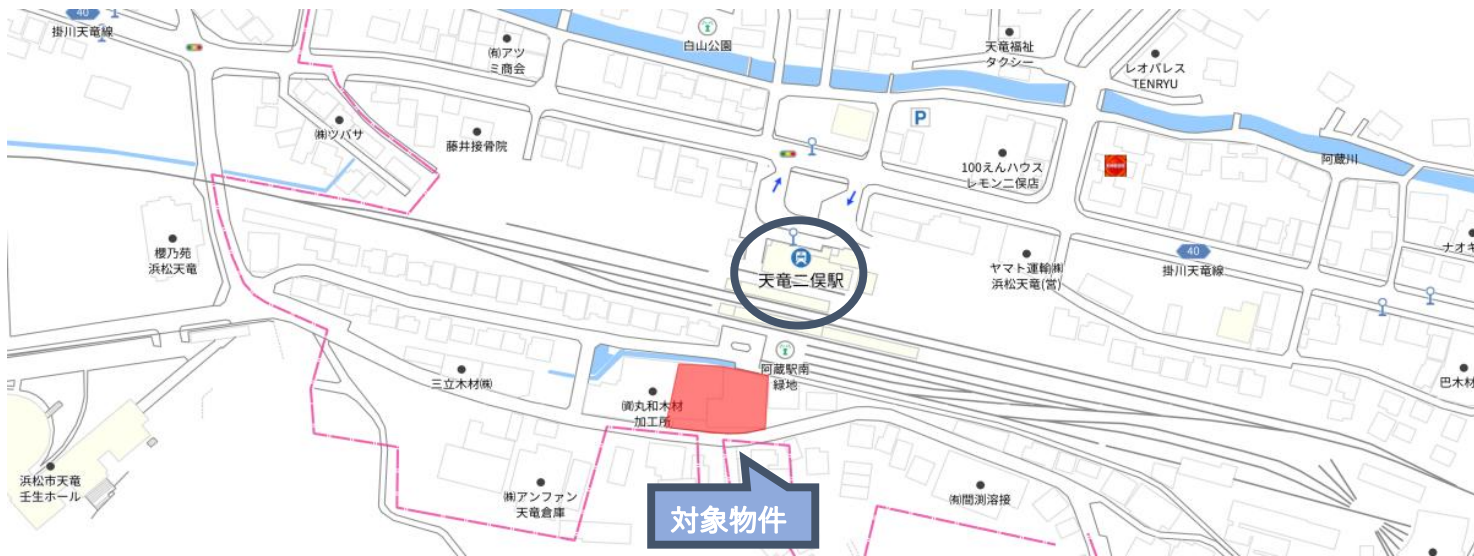 40
掛川天竜線
㈲アツ
ミ商会
白山公園
天竜福祉
タクシー
レオパレス
TENRYU
㈱ツバサ
藤井接骨院
P
100えんハウス
レモン二俣店
阿蔵川
櫻乃苑
浜松天竜
天竜二俣駅
ヤマト運輸㈱
浜松天竜(営)
40
掛川天竜線
ナオキ
三立木材㈱
阿蔵駅南
緑地
巴木材
丸和木材
加工所
浜松市天竜
壬生ホール
㈱アンファン
天竜倉庫
対象物件
㈲間渕溶接